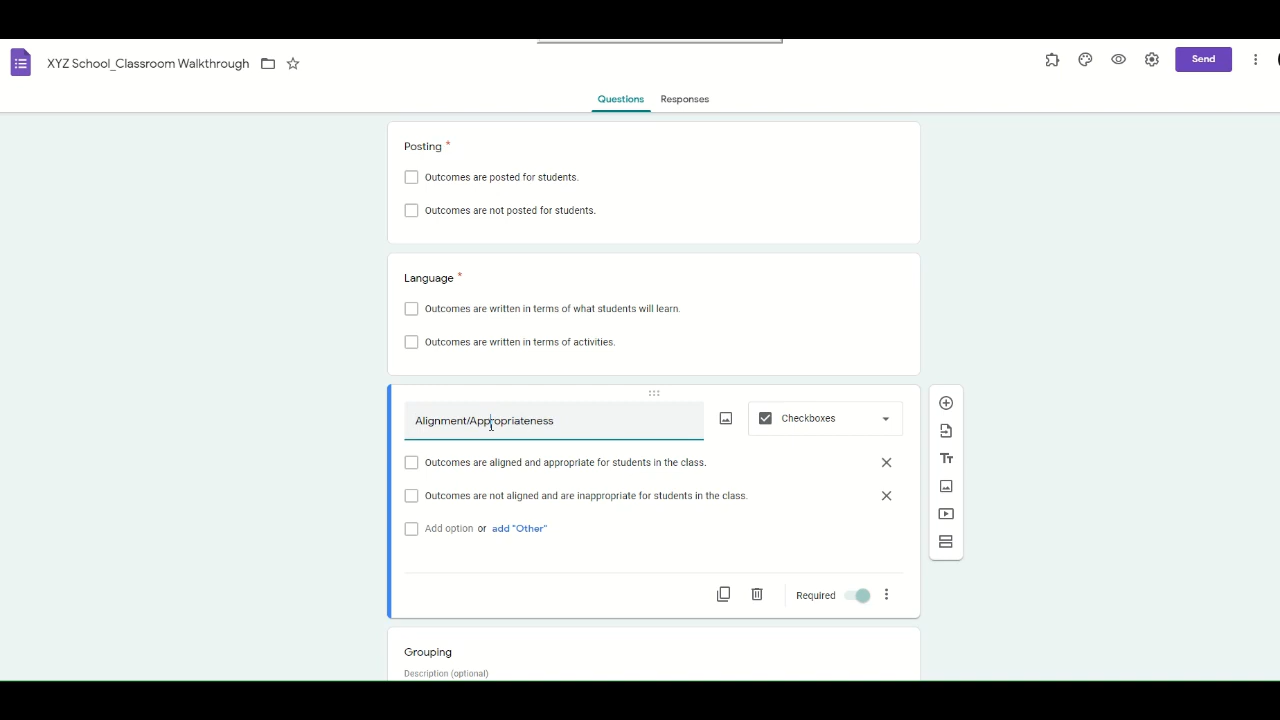 XYZ School_Classroom Walkthrough
Send
Questions Responses
Posting *
Outcomes are posted for students.
Outcomes are not posted for students.
Language *
Outcomes are written in terms of what students will learn.
Outcomes are written in terms of activities.
Alignment/Appropriateness
Checkboxes
Outcomes are aligned and appropriate for students in the class.
Outcomes are not aligned and are inappropriate for students in the class.
Add option or add "Other"
Required
Grouping
Description (optional)